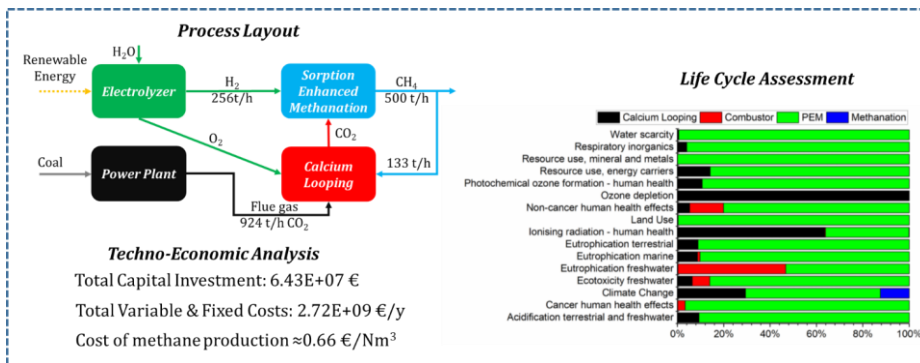 Process Layout
H₂O
Renewable
Energy
Electrolyzer
H₂
256t/h
Sorption
Enhanced
Methanation
CH₄
500 t/h
O₂
CO₂
Coal
Power Plant
Calcium
Looping
133 t/h
Flue gas
924 t/h CO₂
Techno-Economic Analysis
Total Capital Investment: 6.43E+07 €
Total Variable & Fixed Costs: 2.72E+09 €/y
Cost of methane production ≈0.66 €/Nm³
Life Cycle Assessment
Calcium Looping Combustor PEM Methanation
Water scarcity
Respiratory inorganics
Resource use, mineral and metals
Resource use, energy carriers
Photochemical ozone formation - human health
Ozone depletion
Non-cancer human health effects
Land Use
Ionising radiation - human health
Eutrophication terrestrial
Eutrophication marine
Eutrophication freshwater
Ecotoxicity freshwater
Climate Change
Cancer human health effects
Acidification terrestrial and freshwater
0% 20% 40% 60% 80% 100%